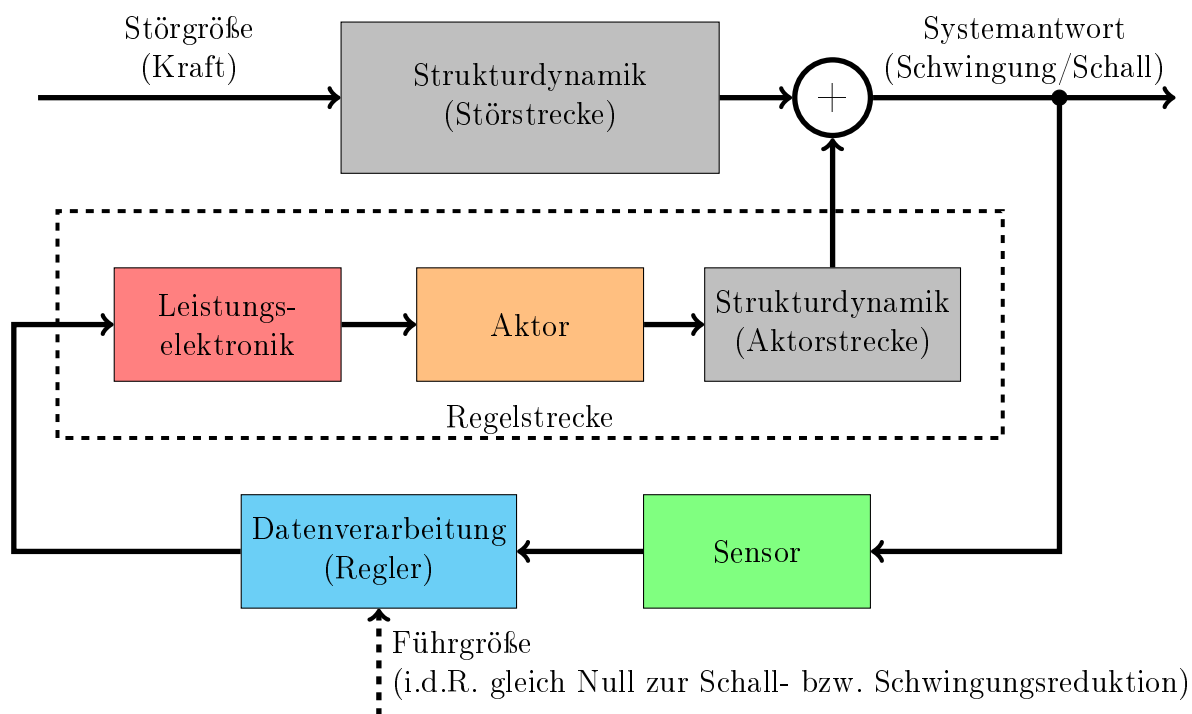 Störgröße
(Kraft)
Strukturdynamik
(Störstrecke)
+
Systemantwort
(Schwingung/Schall)
Leistungs-
elektronik
Aktor
Strukturdynamik
(Aktorstrecke)
Regelstrecke
Datenverarbeitung
(Regler)
Sensor
Führgröße
(i.d.R. gleich Null zur Schall- bzw. Schwingungsreduktion)